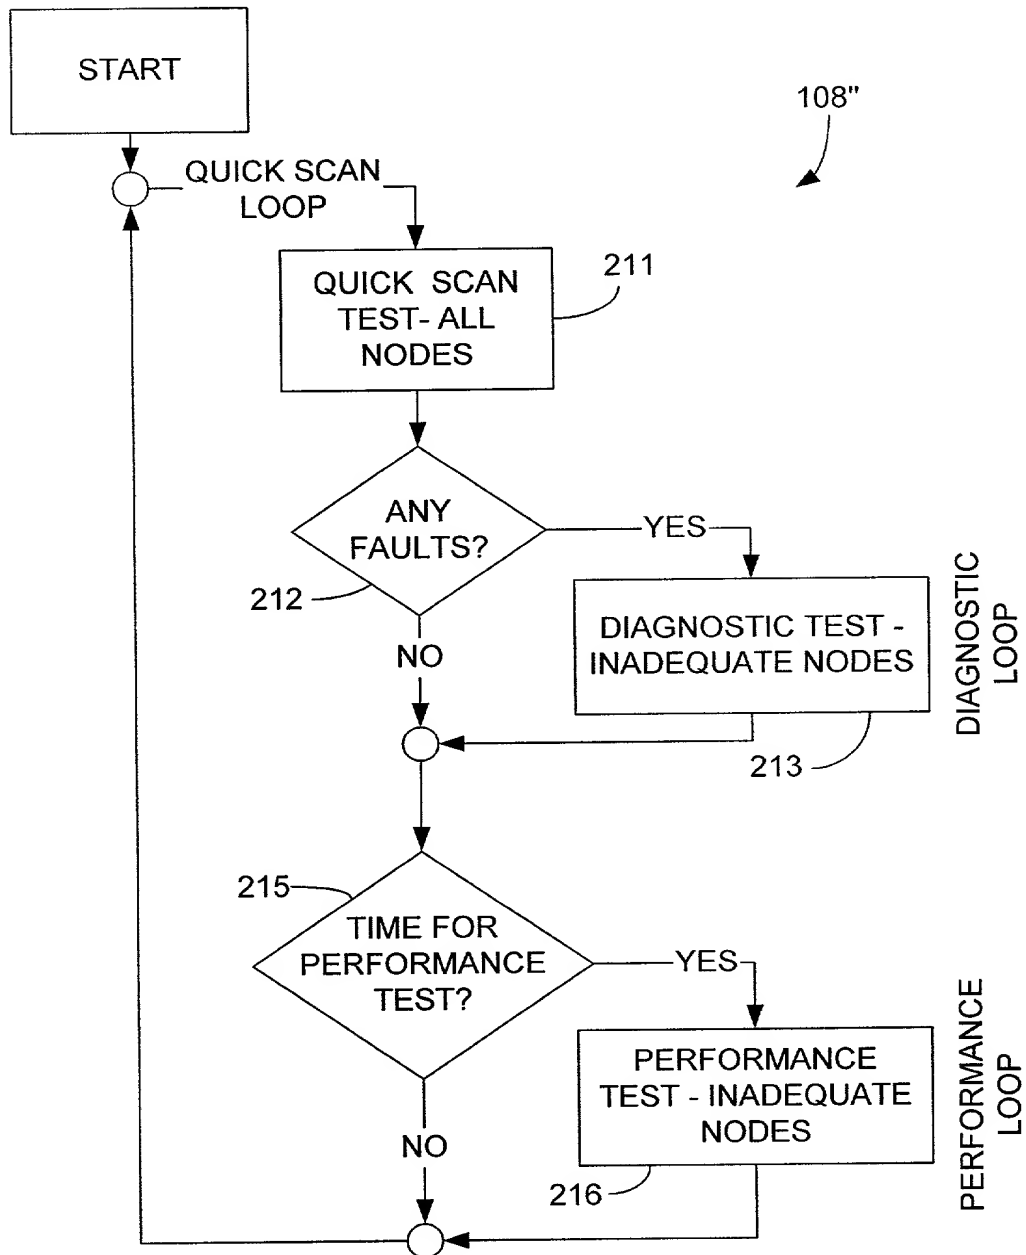 START
108"
QUICK SCAN
LOOP
QUICK SCAN
TEST- ALL
NODES
211
ANY
FAULTS?
212
YES
NO
DIAGNOSTIC TEST -
INADEQUATE NODES
213
DIAGNOSTIC
LOOP
215
TIME FOR
PERFORMANCE
TEST?
YES
NO
PERFORMANCE
TEST - INADEQUATE
NODES
216
PERFORMANCE
LOOP